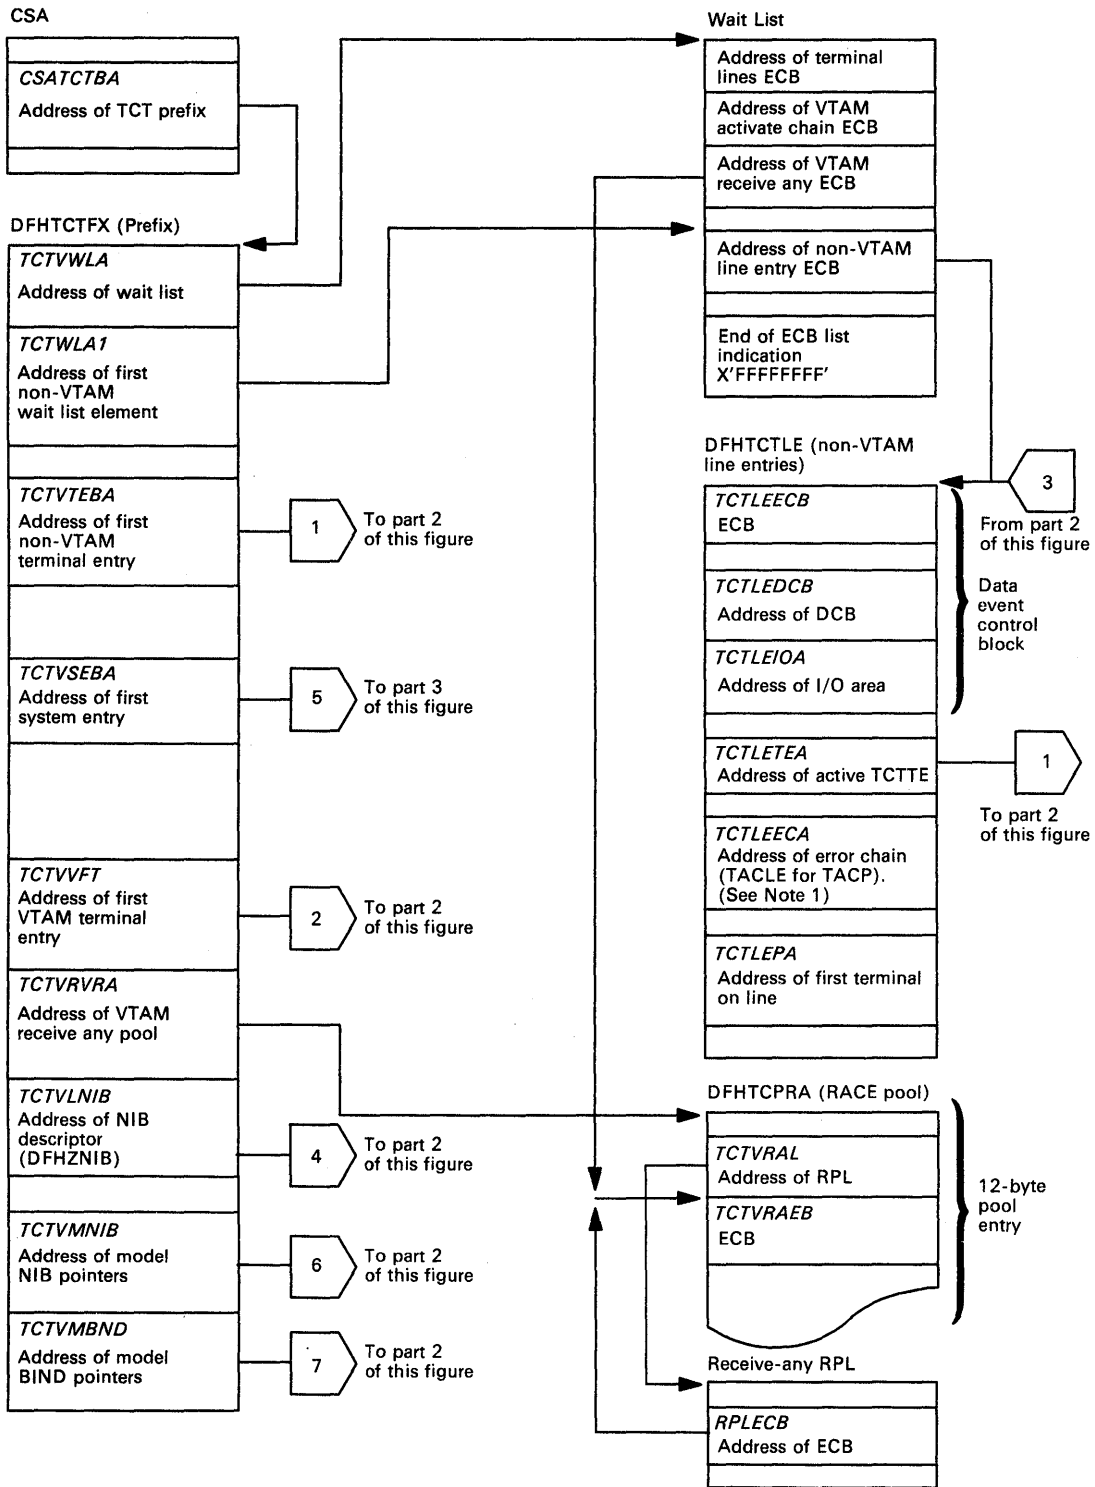 CSA
CSATCTBA
Address of TCT prefix
DFHTCTFX (Prefix)
TCTVWLA
Address of wait list
TCTWLA1
Address of first
non-VTAM
wait list element
TCTVTEBA
Address of first
non-VTAM
terminal entry
1
To part 2
of this figure
TCTVSEBA
Address of first
system entry
5
To part 3
of this figure
TCTVVFT
Address of first
VTAM terminal
entry
2
To part 2
of this figure
TCTVRVRA
Address of VTAM
receive any pool
TCTVLNIB
Address of NIB
descriptor
(DFHZNIB)
4
To part 2
of this figure
TCTVMNIB
Address of model
NIB pointers
6
To part 2
of this figure
TCTVMBND
Address of model
BIND pointers
7
To part 2
of this figure
Wait List
Address of terminal
lines ECB
Address of VTAM
activate chain ECB
Address of VTAM
receive any ECB
Address of non-VTAM
line entry ECB
End of ECB list
indication
X'FFFFFFFF'
DFHTCTLE (non-VTAM
line entries)
3
From part 2
of this figure
TCTLEECB
ECB
TCTLEDCB
Address of DCB
TCTLEIOA
Address of I/O area
Data
event
control
block
TCTLETEA
Address of active TCTTE
1
To part 2
of this figure
TCTLEECA
Address of error chain
(TACLE for TACP).
(See Note 1)
TCTLEPA
Address of first terminal
on line
DFHTCPRA (RACE pool)
TCTVRAL
Address of RPL
TCTVRAEB
ECB
12-byte
pool
entry
Receive-any RPL
RPLECB
Address of ECB